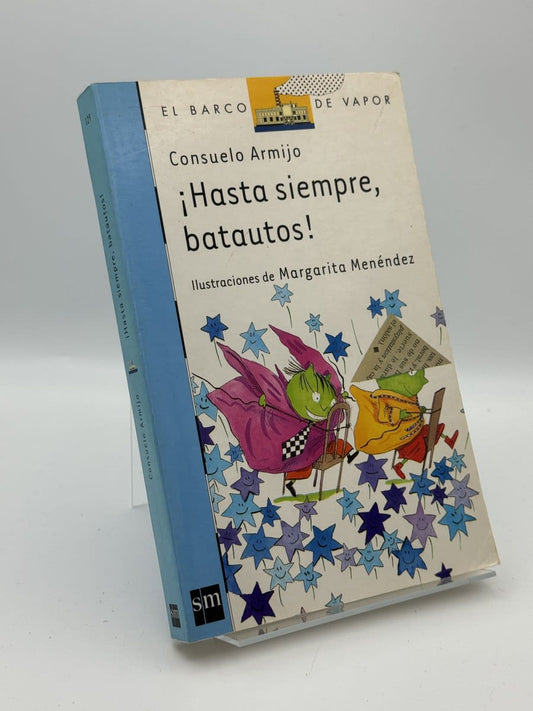 EL BARCO DE VAPOR
Consuelo Armijo
¡Hasta siempre,
batautos!
Ilustraciones de Margarita Menéndez
sm
¡Hasta siempre, batautos!
Consuelo Armijo